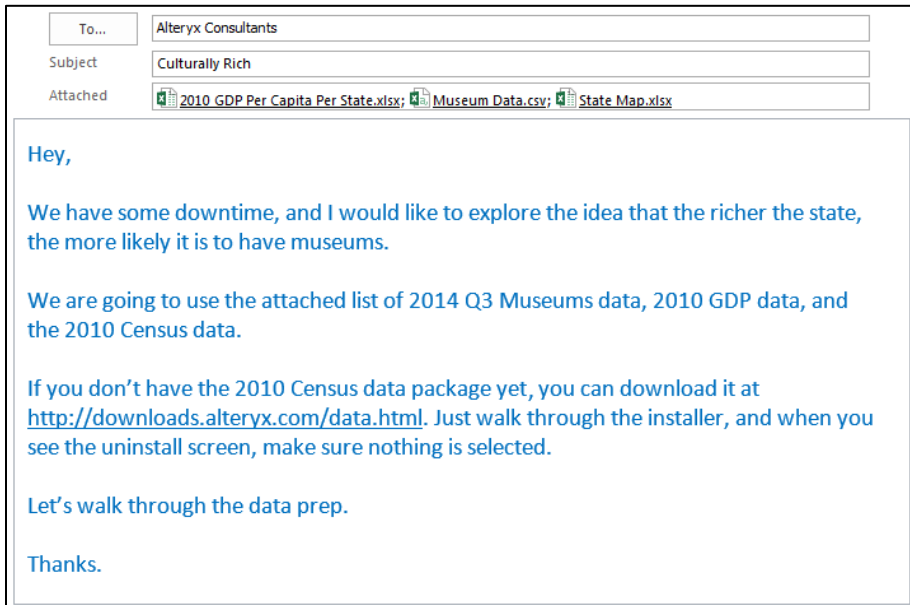 To... Alteryx Consultants
Subject Culturally Rich
Attached 2010 GDP Per Capita Per State.xlsx; Museum Data.csv; State Map.xlsx
Hey,
We have some downtime, and I would like to explore the idea that the richer the state,
the more likely it is to have museums.
We are going to use the attached list of 2014 Q3 Museums data, 2010 GDP data, and
the 2010 Census data.
If you don’t have the 2010 Census data package yet, you can download it at
http://downloads.alteryx.com/data.html. Just walk through the installer, and when you
see the uninstall screen, make sure nothing is selected.
Let’s walk through the data prep.
Thanks.